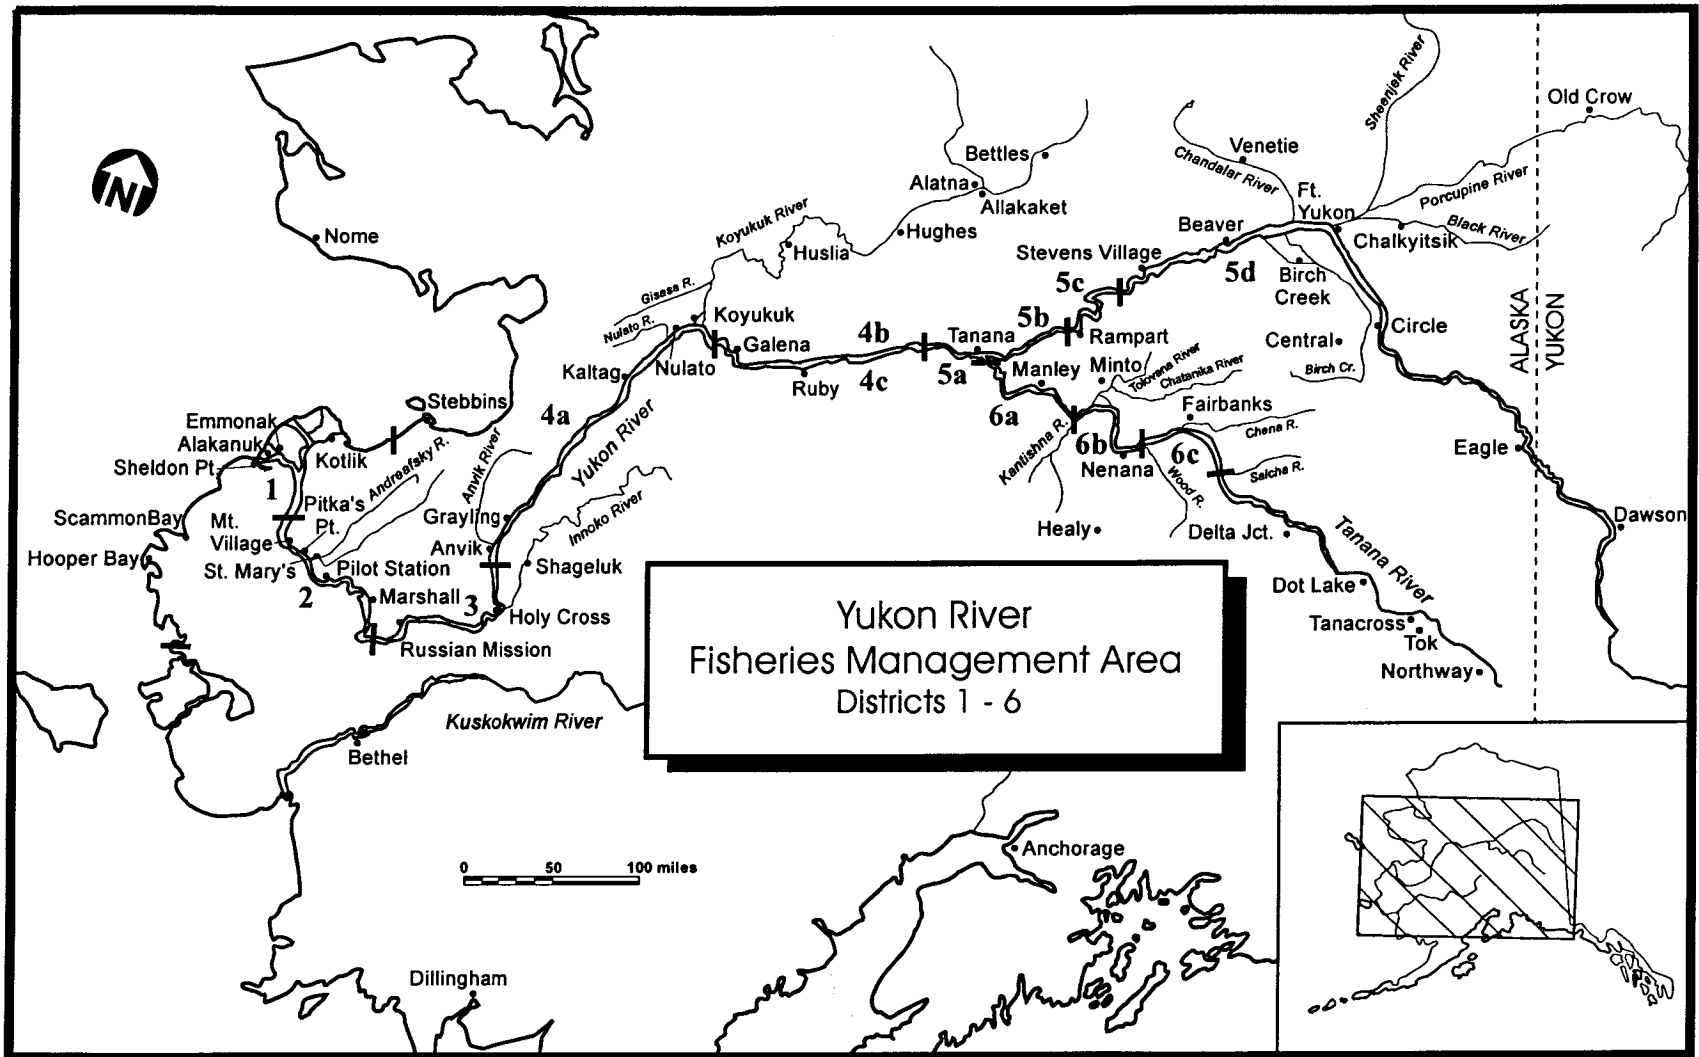 Old Crow
Sheenjek River
Venetie
Bettles
Chandalar River
Alatna
Porcupine River
Allakaket
Ft.
Yukon
N
Koyukuk River
Beaver
Black River
Nome
Hughes
Chalkyitsik
Huslia
Stevens Village
5c
5d
Birch
Creek
Gisasa R.
ALASKA
YUKON
Koyukuk
Nulato R.
4b
Tanana
5b
Rampart
Circle
Galena
Central
Kaltag
Nulato
Ruby
4c
5a
Manley
Minto
Tolovana River
Chatanika River
Birch Cr.
Stebbins
4a
6a
Fairbanks
Emmonak
Alakanuk
Yukon River
Chena R.
Sheldon Pt.
Kotlik
Andreafsky R.
Anvik River
Kantishna R.
6b
Nenana
6c
Eagle
Salcha R.
Wood R.
1
Pitka's
Pt.
Scammon Bay
Mt.
Village
Grayling
Innoko River
Dawson
Healy
Delta Jct.
Tanana River
Hooper Bay
Anvik
St. Mary's
Pilot Station
Shageluk
2
Marshall
3
Holy Cross
Dot Lake
Russian Mission
Tanacross
Tok
Northway
Yukon River
Fisheries Management Area
Districts 1 - 6
Kuskokwim River
Bethel
Anchorage
0 50 100 miles
Dillingham